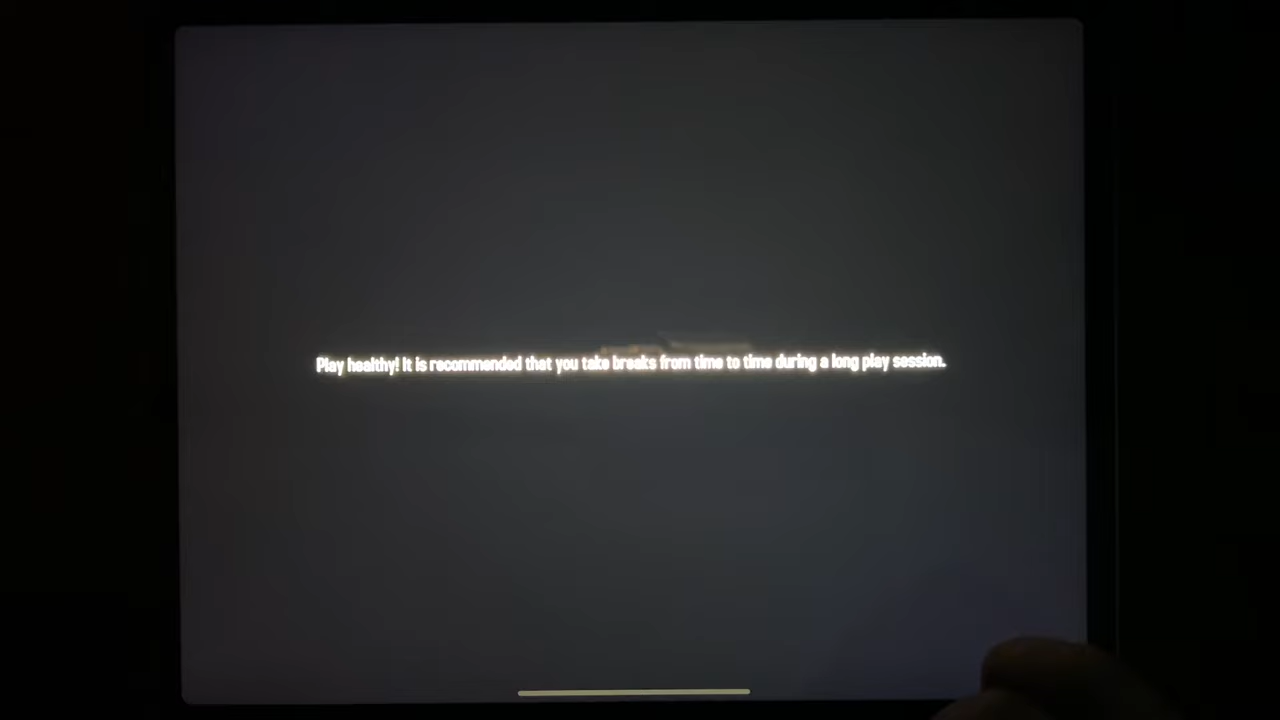 Play healthy! It is recommended that you take breaks from time to time during a long play session.